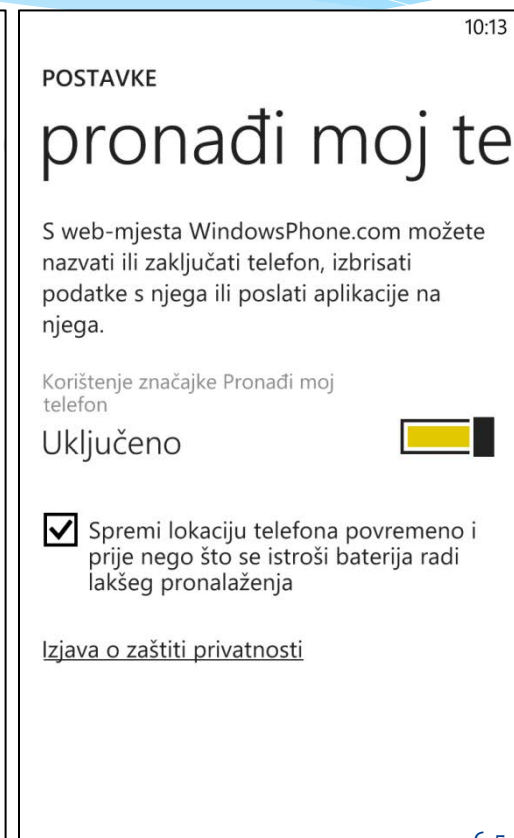 10:13
POSTAVKE
pronađi moj te
S web-mjesta WindowsPhone.com možete
nazvati ili zaključati telefon, izbrisati
podatke s njega ili poslati aplikacije na
njega.
Korištenje značajke Pronađi moj
telefon
Uključeno
Spremi lokaciju telefona povremeno i
prije nego što se istroši baterija radi
lakšeg pronalaženja
Izjava o zaštiti privatnosti